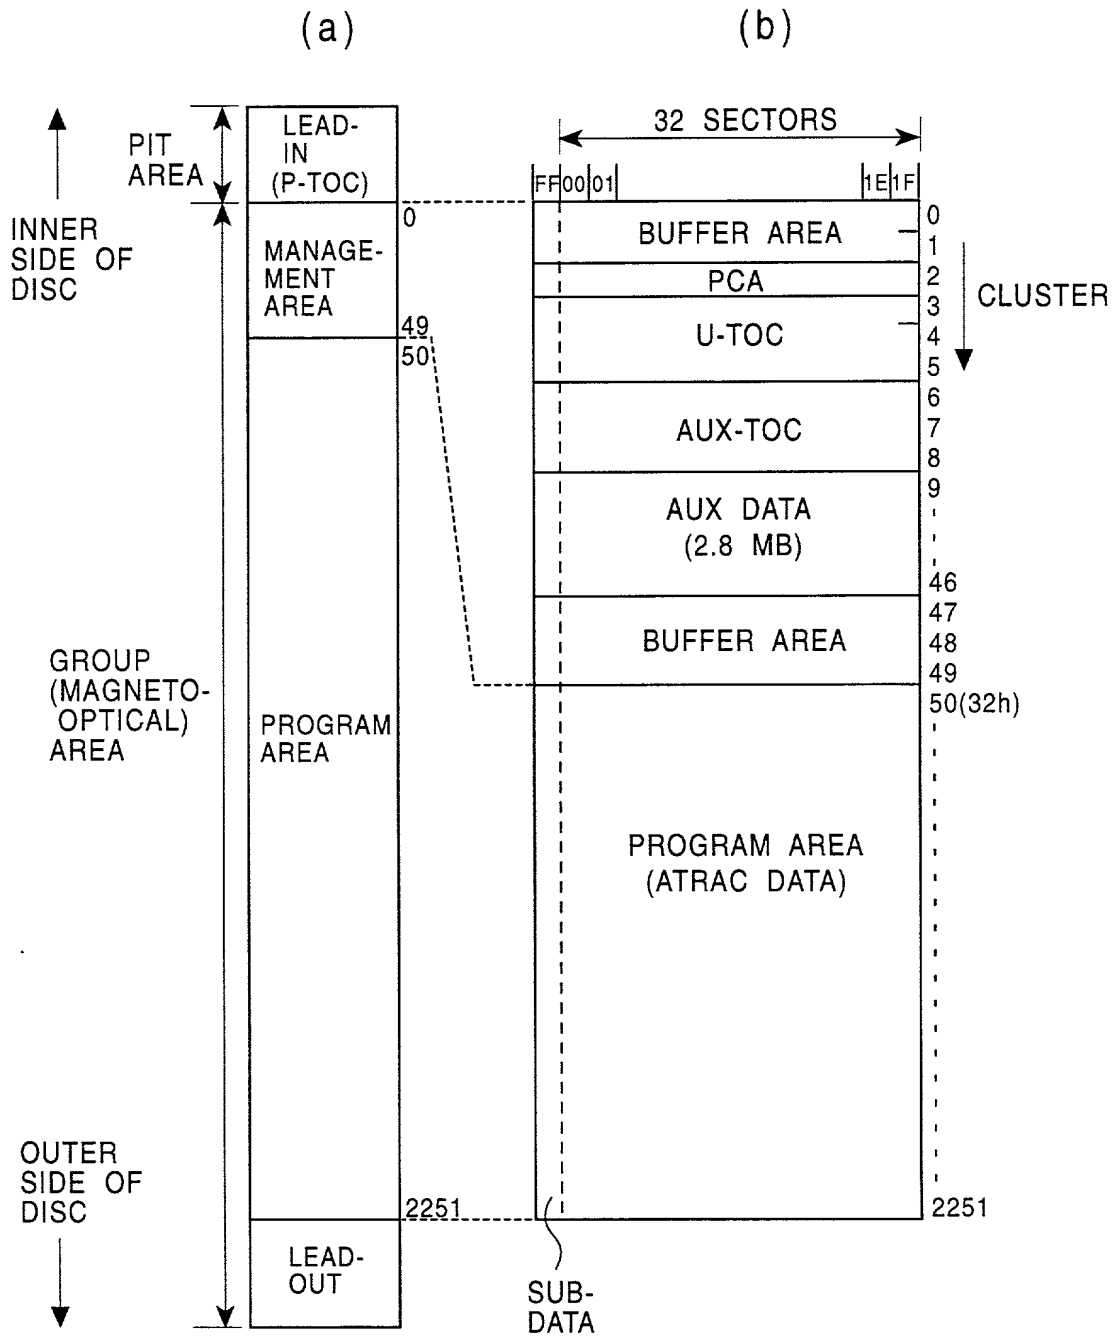 (a)
(b)
PIT
AREA
LEAD-
IN
(P-TOC)
32 SECTORS
FF 00 01
1E 1F
INNER
SIDE OF
DISC
MANAGE-
MENT
AREA
0
49
50
BUFFER AREA
0
1
PCA
2
U-TOC
3
4
5
CLUSTER
AUX-TOC
6
7
8
AUX DATA
(2.8 MB)
9
46
BUFFER AREA
47
48
49
50(32h)
GROUP
(MAGNETO-
OPTICAL)
AREA
PROGRAM
AREA
PROGRAM AREA
(ATRAC DATA)
OUTER
SIDE OF
DISC
2251
2251
LEAD-
OUT
SUB-
DATA